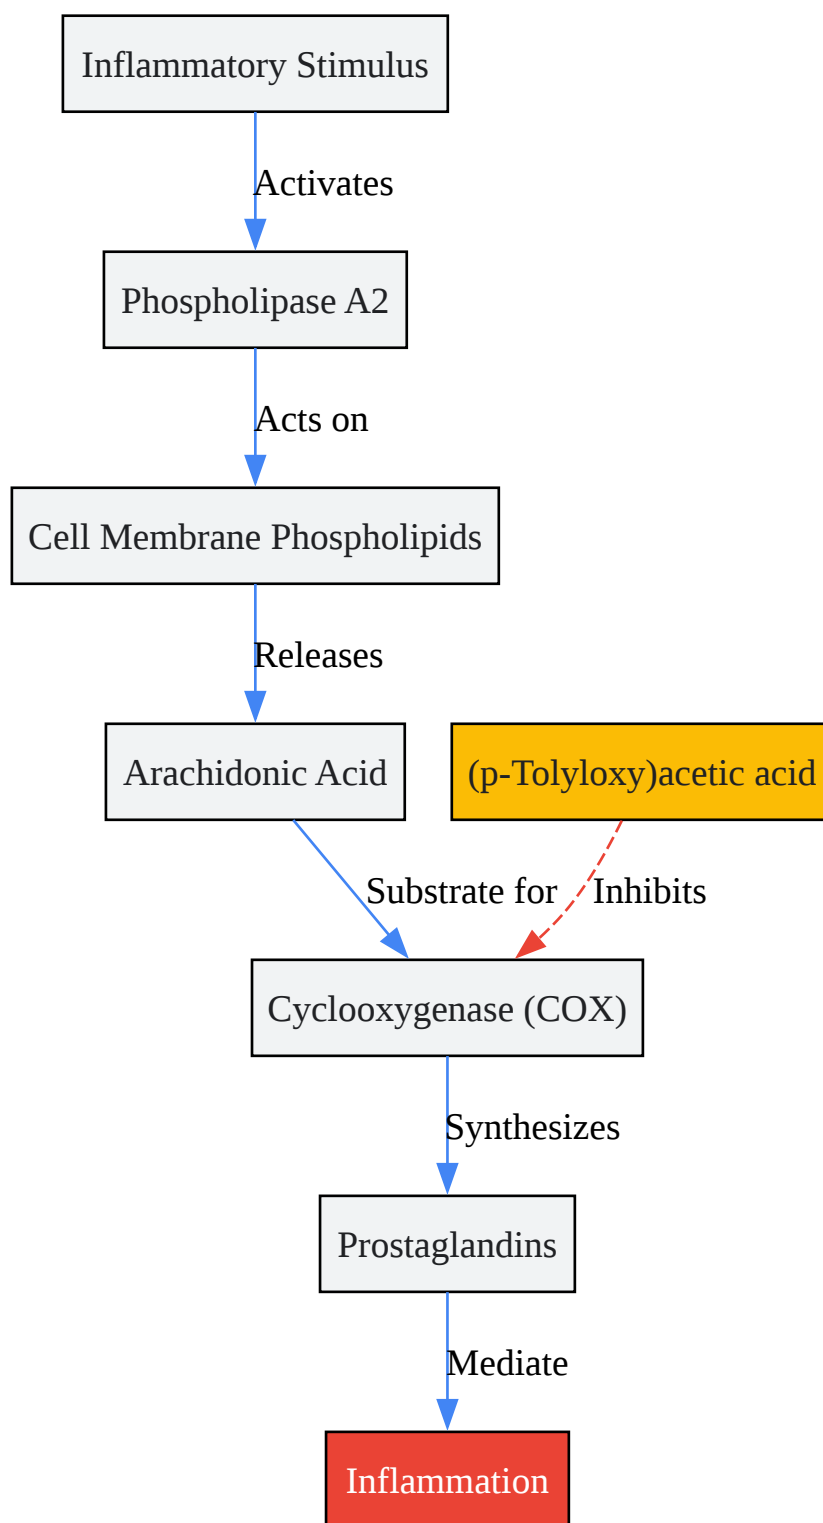 Inflammatory Stimulus
Activates
Phospholipase A2
Acts on
Cell Membrane Phospholipids
Releases
Arachidonic Acid
(p-Tolyloxy)acetic acid
Substrate for
Inhibits
Cyclooxygenase (COX)
Synthesizes
Prostaglandins
Mediate
Inflammation